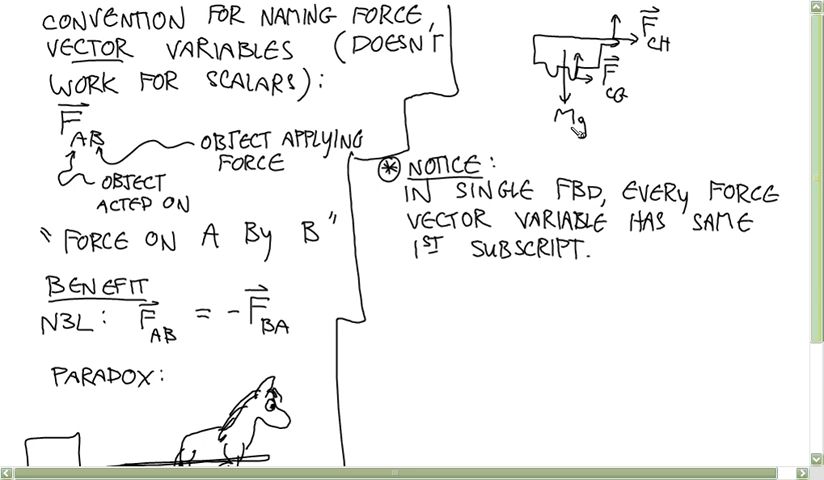 CONVENTION FOR NAMING FORCE
VECTOR VARIABLES (DOESN'T
WORK FOR SCALARS):
F AB
OBJECT APPLYING
FORCE
OBJECT
ACTED ON
"FORCE ON A BY B"
BENEFIT
N3L: F AB = -F BA
PARADOX:
F CH
F CG
Mg
* NOTICE:
IN SINGLE FBD, EVERY FORCE
VECTOR VARIABLE HAS SAME
1ST SUBSCRIPT.